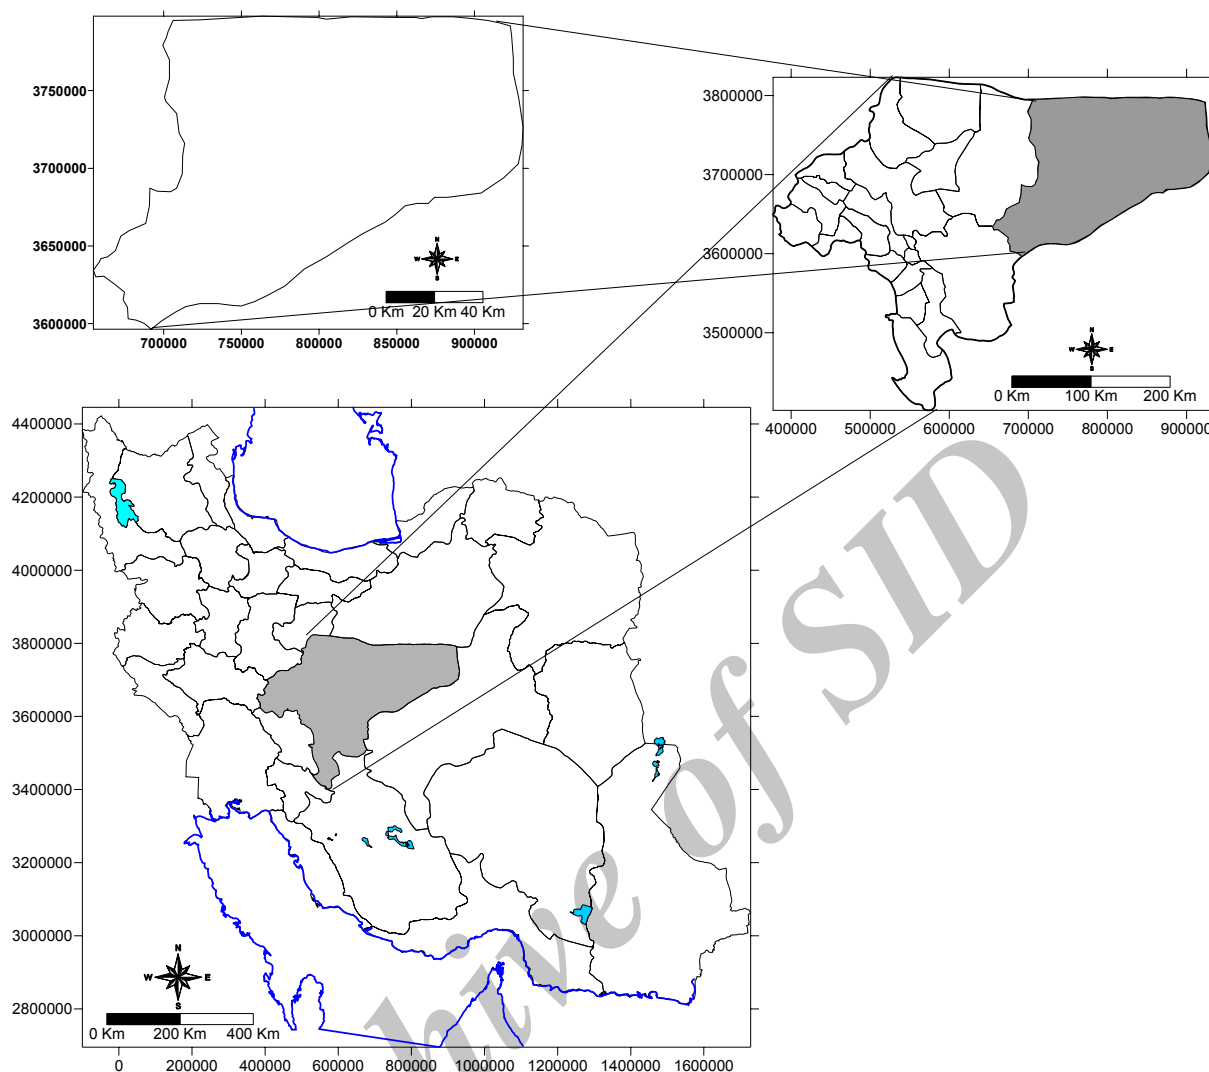 3750000
3700000
3650000
3600000
700000 750000 800000 850000 900000
N
W E
S
0 Km 20 Km 40 Km
3800000
3700000
3600000
3500000
400000 500000 600000 700000 800000 900000
N
W E
S
0 Km 100 Km 200 Km
4400000
4200000
4000000
3800000
3600000
3400000
3200000
3000000
2800000
0 200000 400000 600000 800000 1000000 1200000 1400000 1600000
N
W E
S
0 Km 200 Km 400 Km
hive of SID